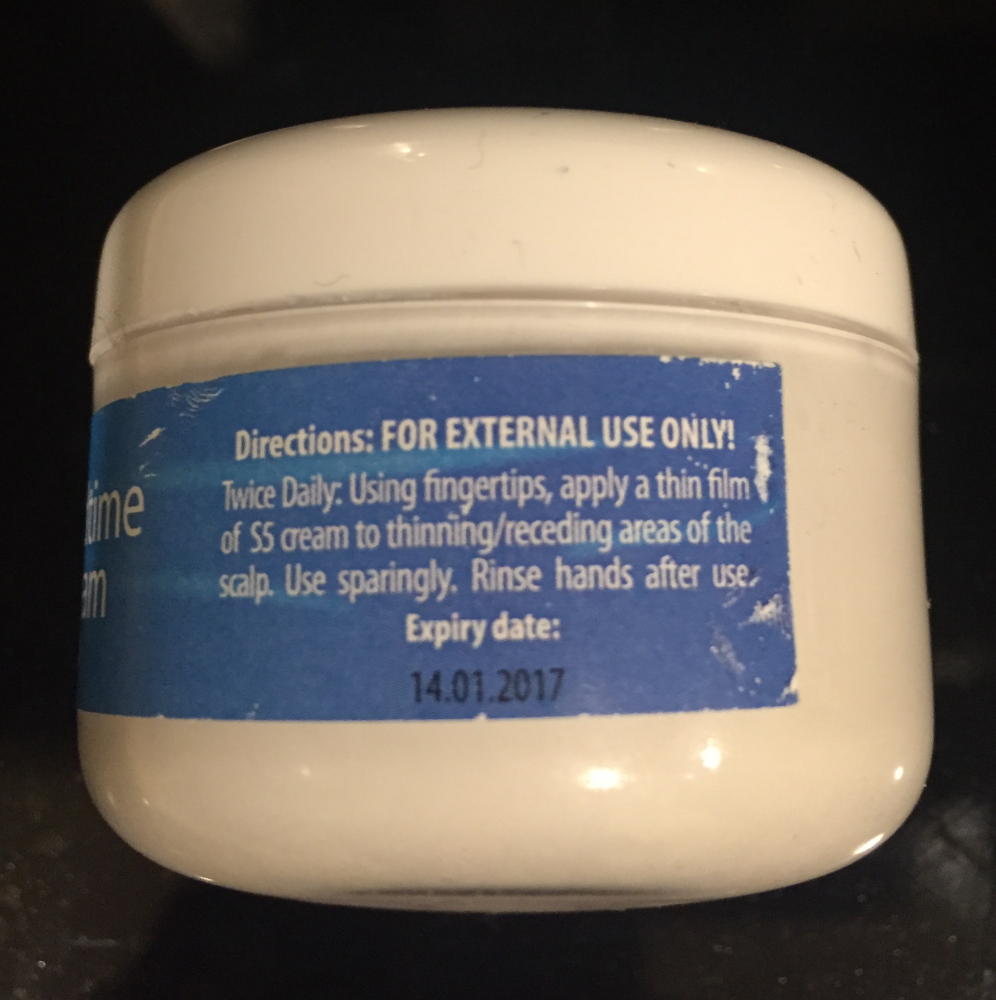 Directions: FOR EXTERNAL USE ONLY!
Twice Daily: Using fingertips, apply a thin film
of S5 cream to thinning/receding areas of the
scalp. Use sparingly. Rinse hands after use.
Expiry date:
14.01.2017